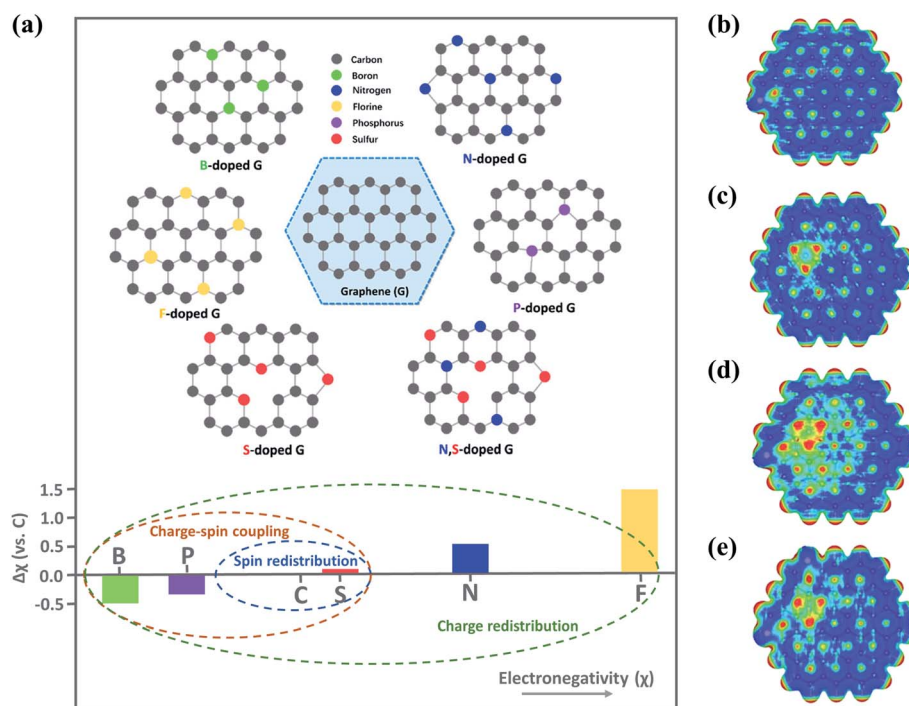 (a)
Carbon
Boron
Nitrogen
Florine
Phosphorus
Sulfur
B-doped G
N-doped G
F-doped G
Graphene (G)
P-doped G
S-doped G
N,S-doped G
Δχ (vs. C)
1.5
1.0
0.5
0.0
-0.5
Charge-spin coupling
B
P
Spin redistribution
C
S
N
F
Charge redistribution
Electronegativity (χ)
(b)
(c)
(d)
(e)